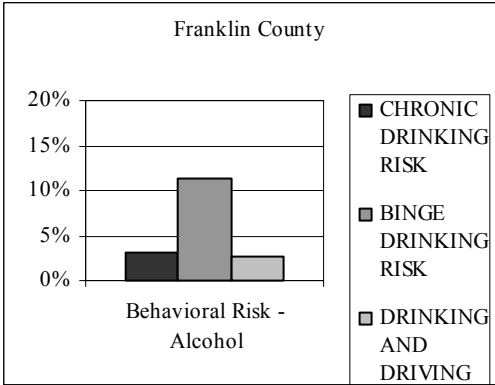 Franklin County
20%
15%
10%
5%
0%
Behavioral Risk -
Alcohol
CHRONIC
DRINKING
RISK
BINGE
DRINKING
RISK
DRINKING
AND
DRIVING